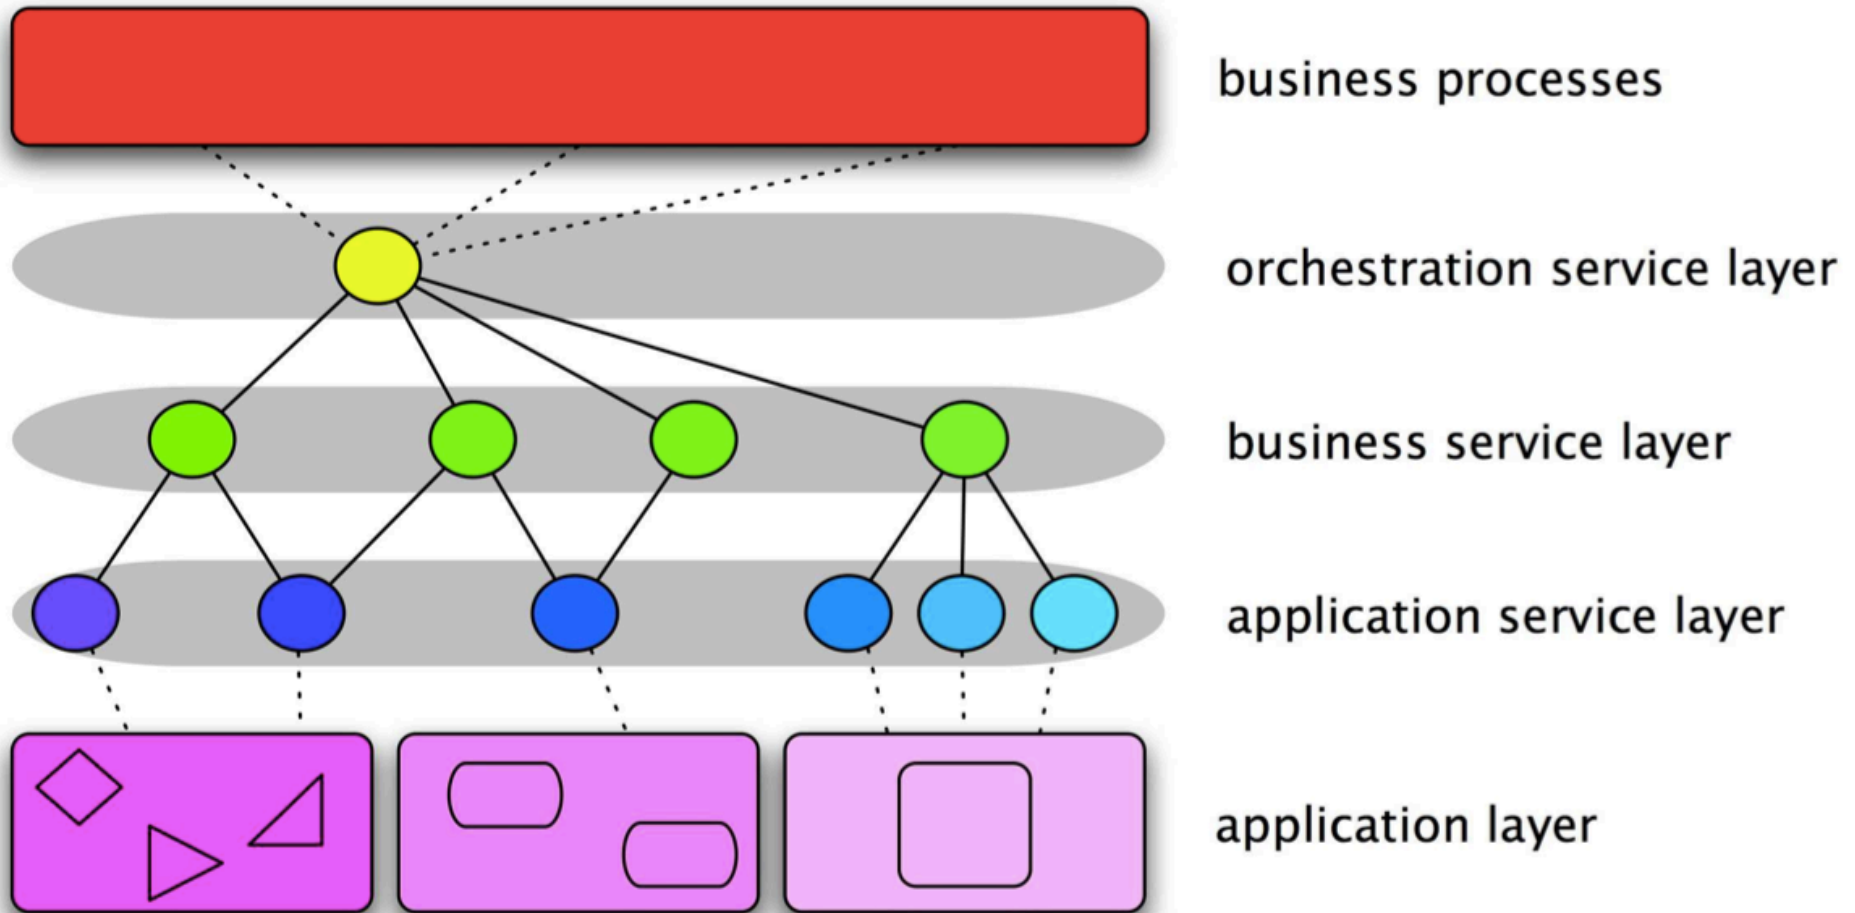 business processes
orchestration service layer
business service layer
application service layer
application layer